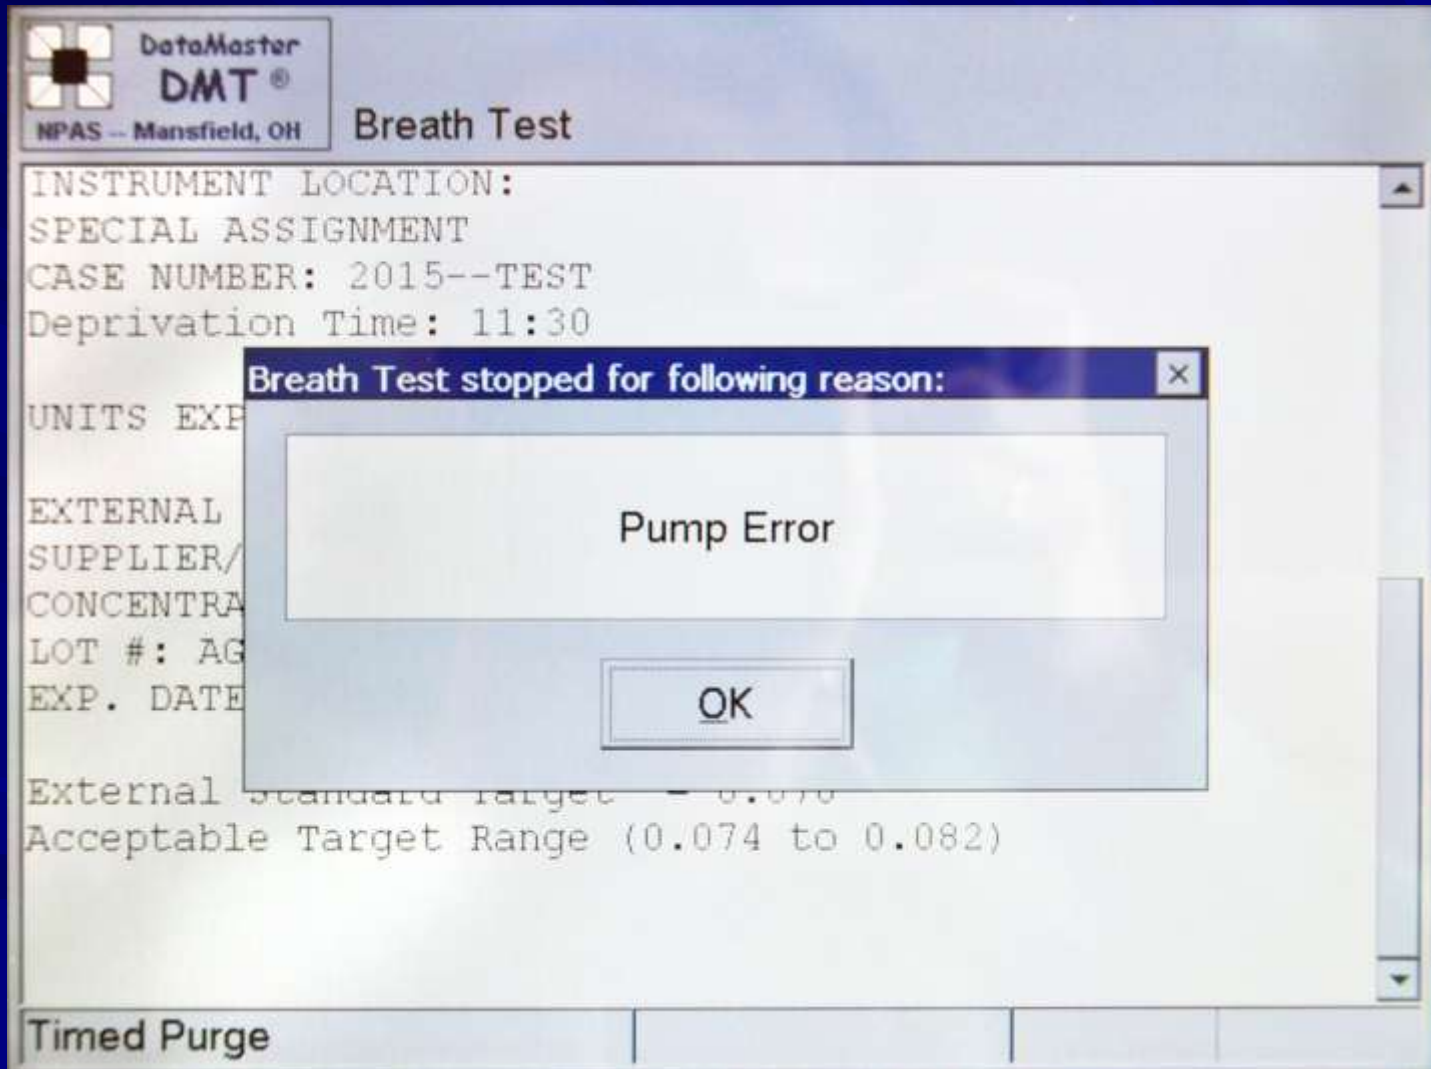 DataMaster
DMT ®
NPAS -- Mansfield, OH
Breath Test
INSTRUMENT LOCATION:
SPECIAL ASSIGNMENT
CASE NUMBER: 2015--TEST
Deprivation Time: 11:30
Breath Test stopped for following reason:
UNITS EXP
Pump Error
EXTERNAL
SUPPLIER/
CONCENTRA
LOT #: AG
EXP. DATE
OK
External Standard Target =
Acceptable Target Range (0.074 to 0.082)
Timed Purge